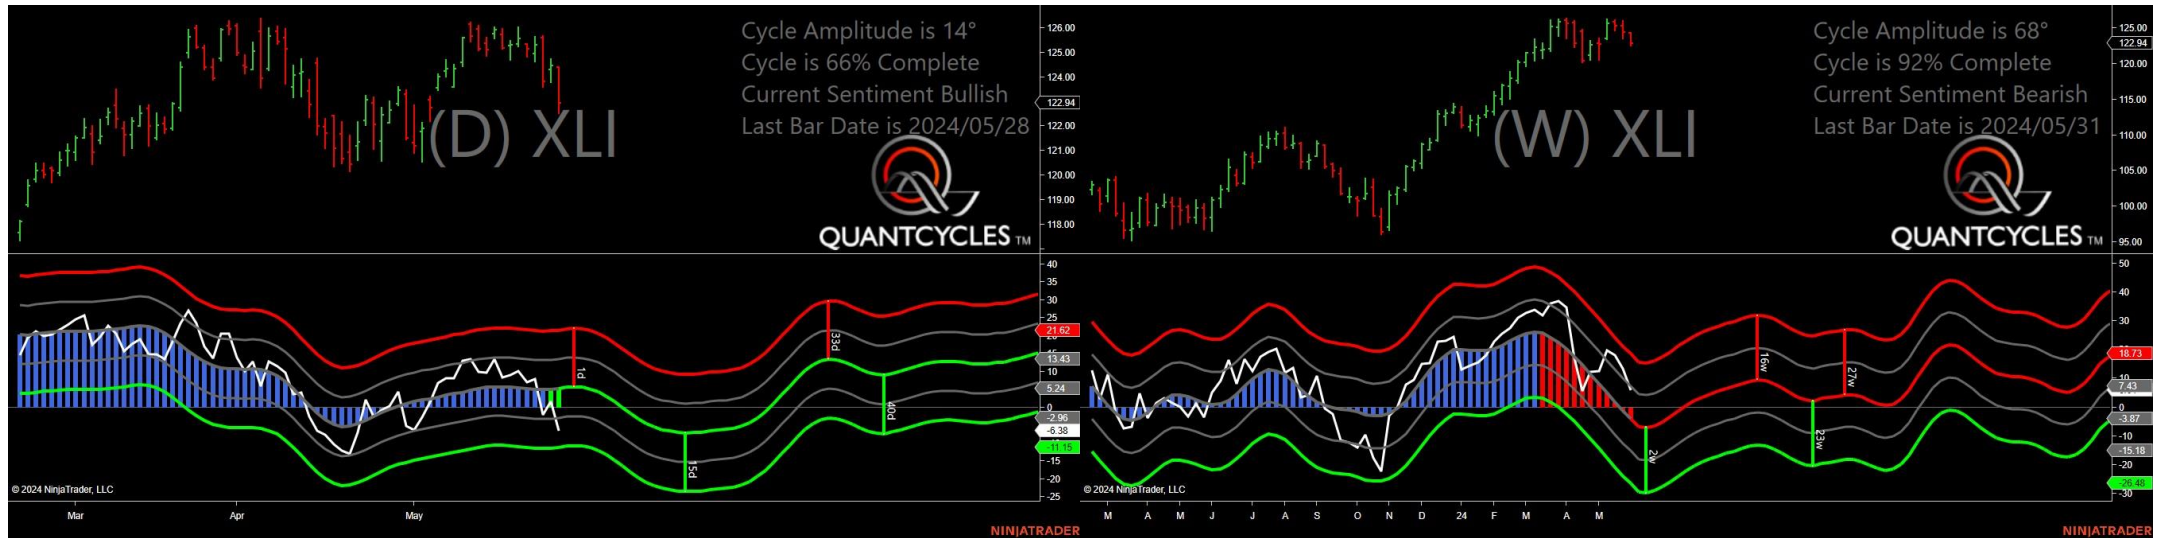 Cycle Amplitude is 14°
Cycle is 66% Complete
Current Sentiment Bullish
Last Bar Date is 2024/05/28
(D) XLI
QUANTCYCLES TM
126.00
125.00
124.00
122.94
122.00
121.00
120.00
119.00
118.00
40
35
30
25
21.62
13.43
10
5.24
0
-2.96
-6.38
-11.15
-15
-20
-25
1d
15d
33d
40d
© 2024 NinjaTrader, LLC
Mar Apr May
NINJATRADER
Cycle Amplitude is 68°
Cycle is 92% Complete
Current Sentiment Bearish
Last Bar Date is 2024/05/31
(W) XLI
QUANTCYCLES TM
125.00
122.94
120.00
115.00
110.00
105.00
100.00
95.00
50
40
30
18.73
10
7.43
0
-3.87
-10
-15.18
-20
-26.48
-30
2w
16w
23w
27w
© 2024 NinjaTrader, LLC
M A M J J A S O N D 24 F M A M
NINJATRADER